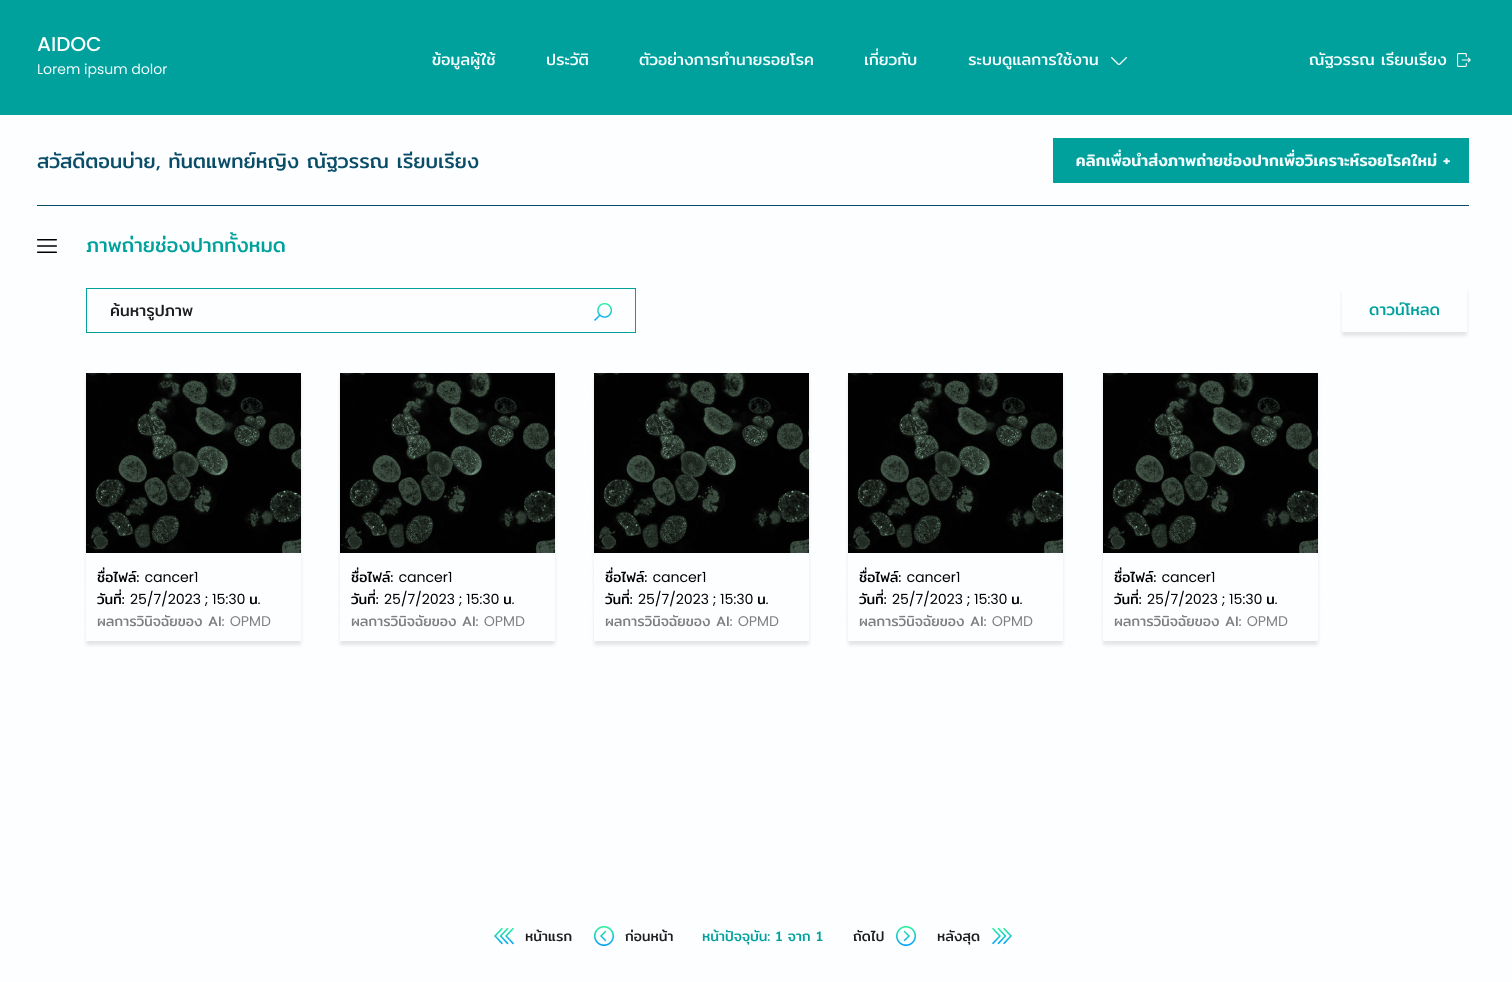 AIDOC
Lorem ipsum dolor
ข้อมูลผู้ใช้ ประวัติ ตัวอย่างการทำนายรอยโรค เกี่ยวกับ ระบบดูแลการใช้งาน ณัฐวรรณ เรียบเรียง
สวัสดีตอนบ่าย, ทันตแพทย์หญิง ณัฐวรรณ เรียบเรียง
คลิกเพื่อนำส่งภาพถ่ายช่องปากเพื่อวิเคราะห์รอยโรคใหม่ +
ภาพถ่ายช่องปากทั้งหมด
ค้นหารูปภาพ
ดาวน์โหลด
ชื่อไฟล์: cancer1
วันที่: 25/7/2023 ; 15:30 น.
ผลการวินิจฉัยของ AI: OPMD
ชื่อไฟล์: cancer1
วันที่: 25/7/2023 ; 15:30 น.
ผลการวินิจฉัยของ AI: OPMD
ชื่อไฟล์: cancer1
วันที่: 25/7/2023 ; 15:30 น.
ผลการวินิจฉัยของ AI: OPMD
ชื่อไฟล์: cancer1
วันที่: 25/7/2023 ; 15:30 น.
ผลการวินิจฉัยของ AI: OPMD
ชื่อไฟล์: cancer1
วันที่: 25/7/2023 ; 15:30 น.
ผลการวินิจฉัยของ AI: OPMD
หน้าแรก ก่อนหน้า หน้าปัจจุบัน: 1 จาก 1 ถัดไป หลังสุด